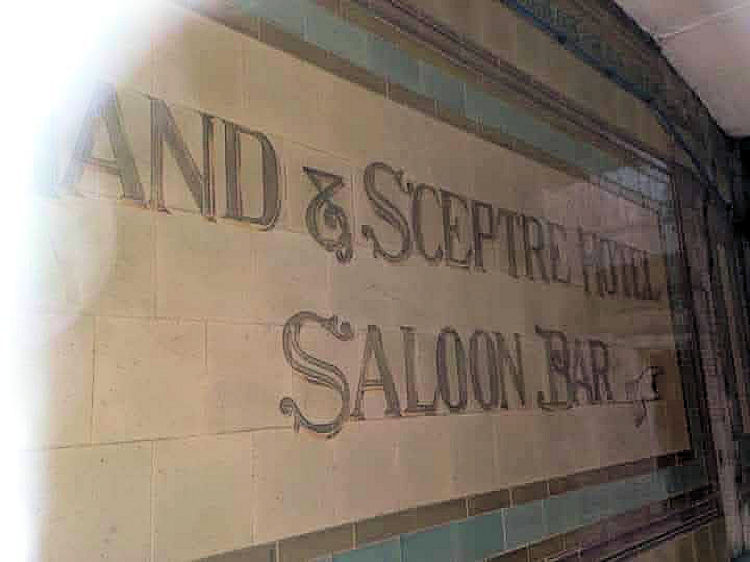 AND & SCEPTRE HOTEL
SALOON BAR